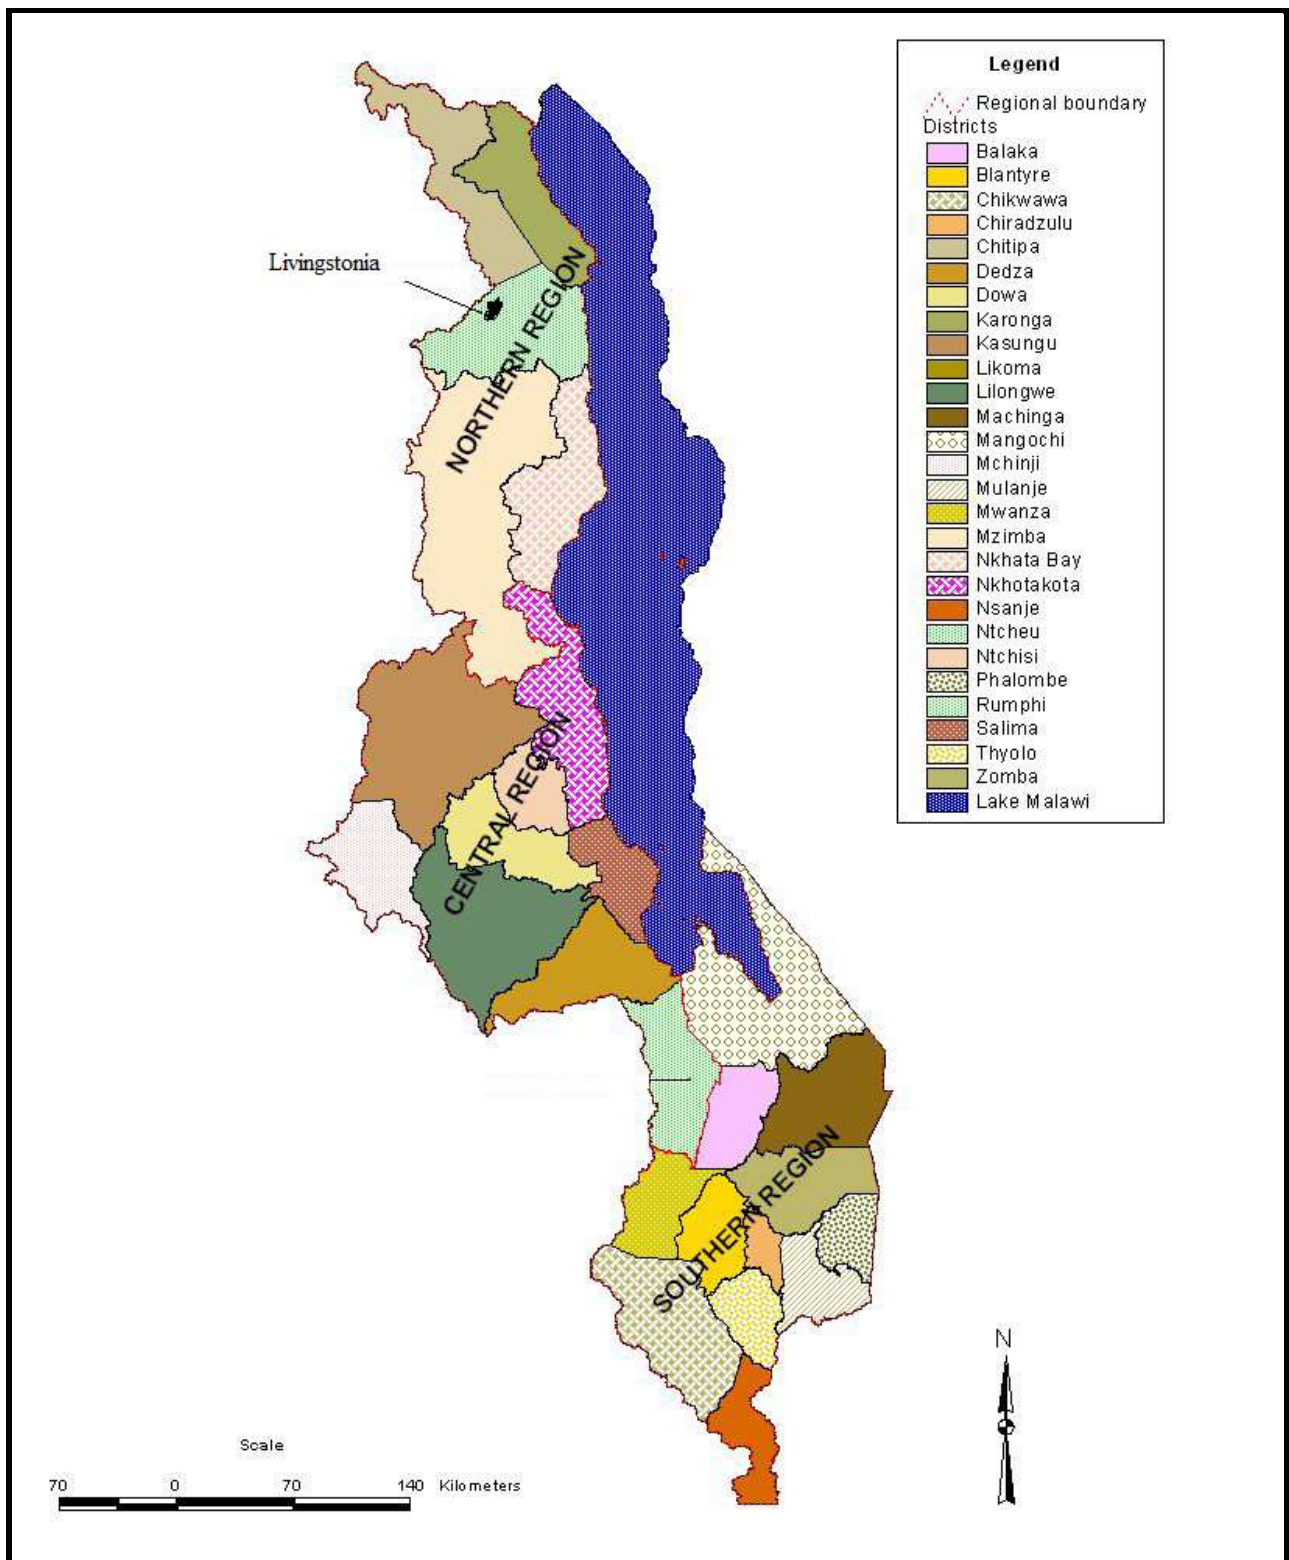 Legend
Regional boundary
Districts
Balaka
Blantyre
Chikwawa
Chiradzulu
Chitipa
Dedza
Dowa
Karonga
Kasungu
Likoma
Lilongwe
Machinga
Mangochi
Mchinji
Mulanje
Mwanza
Mzimba
Nkhata Bay
Nkhotakota
Nsanje
Ntcheu
Ntchisi
Phalombe
Rumphi
Salima
Thyolo
Zomba
Lake Malawi
Livingstonia
NORTHERN REGION
CENTRAL REGION
SOUTHERN REGION
N
Scale
70 0 70 140 Kilometers